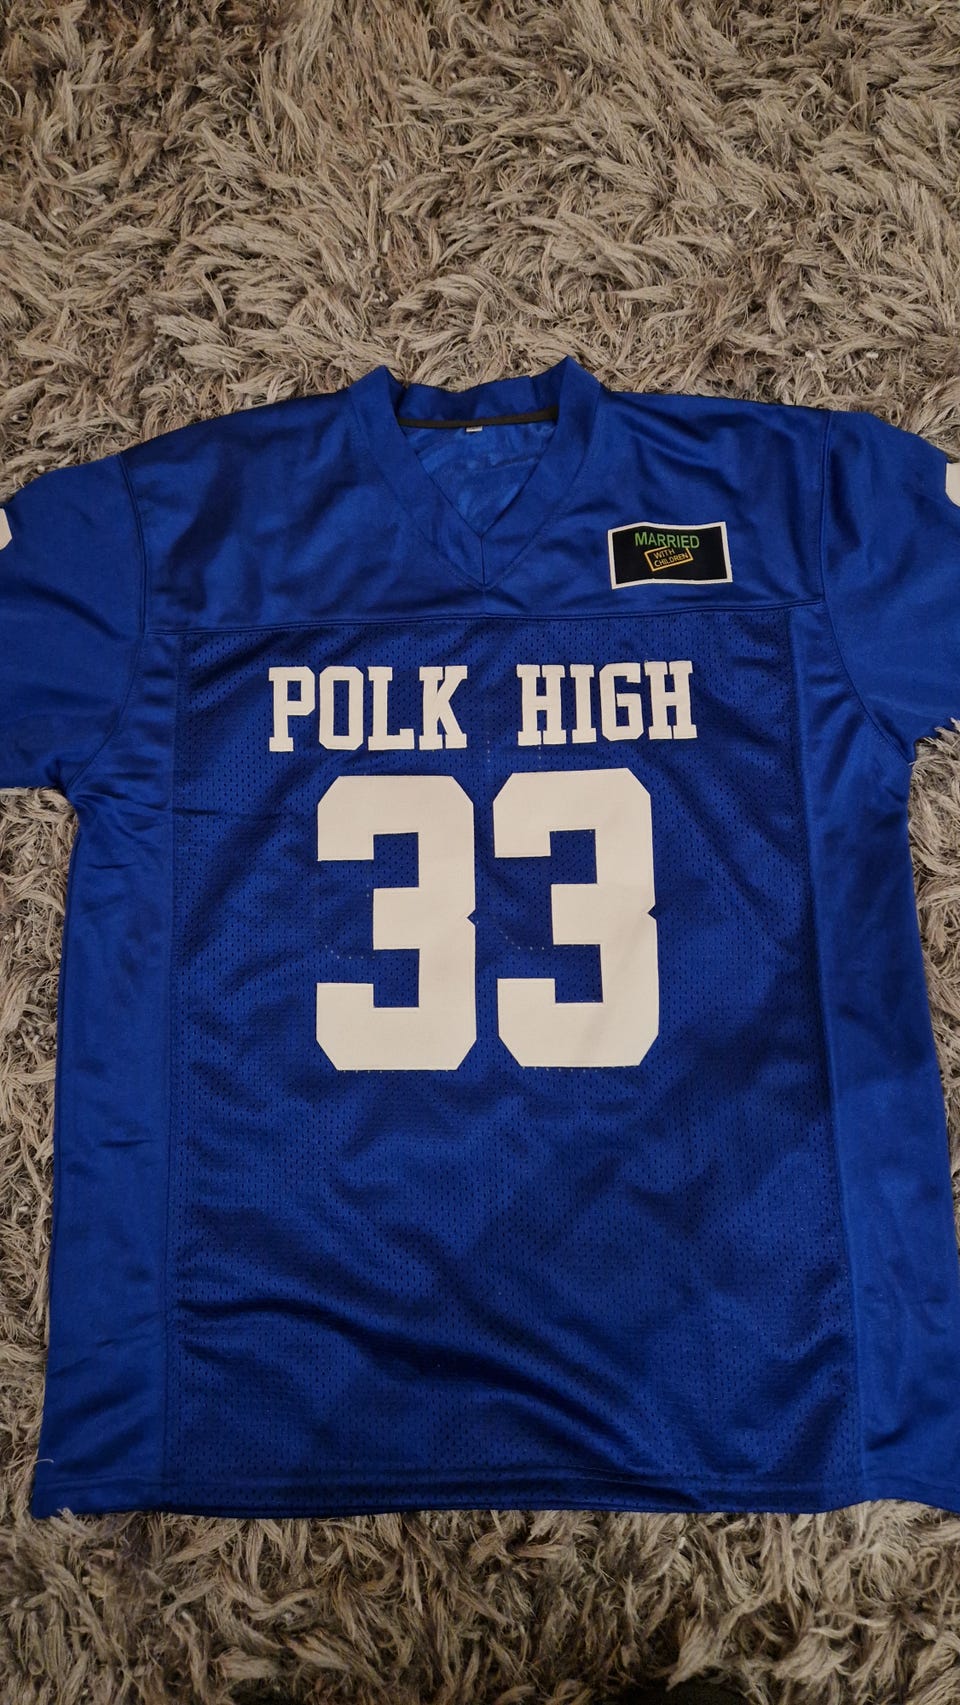 MARRIED
WITH
CHILDREN
POLK HIGH
33